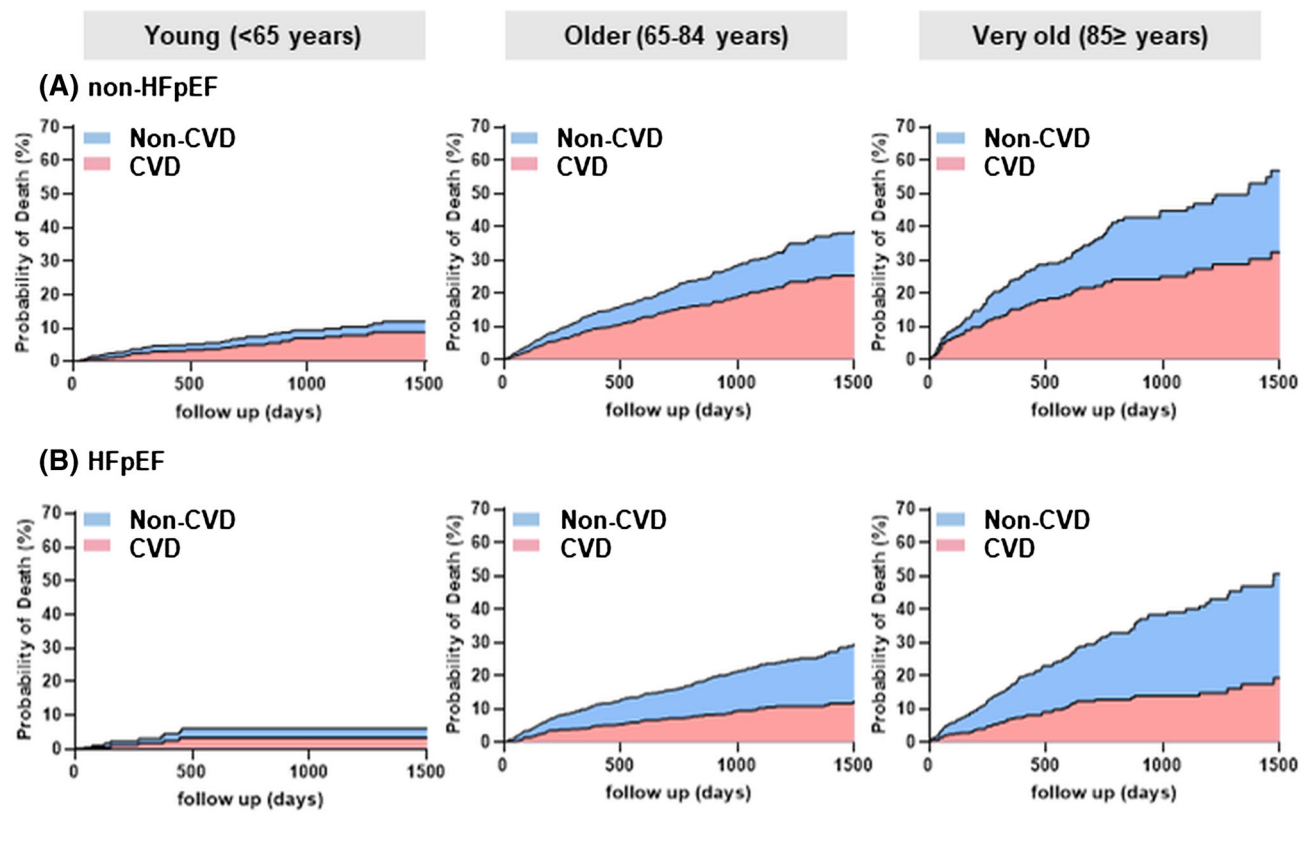 Young (<65 years)
Older (65-84 years)
Very old (85≥ years)
(A) non-HFpEF
Probability of Death (%)
70
60
50
40
30
20
10
0
Non-CVD
CVD
0 500 1000 1500
follow up (days)
Probability of Death (%)
70
60
50
40
30
20
10
0
Non-CVD
CVD
0 500 1000 1500
follow up (days)
Probability of Death (%)
70
60
50
40
30
20
10
0
Non-CVD
CVD
0 500 1000 1500
follow up (days)
(B) HFpEF
Probability of Death (%)
70
60
50
40
30
20
10
0
Non-CVD
CVD
0 500 1000 1500
follow up (days)
Probability of Death (%)
70
60
50
40
30
20
10
0
Non-CVD
CVD
0 500 1000 1500
follow up (days)
Probability of Death (%)
70
60
50
40
30
20
10
0
Non-CVD
CVD
0 500 1000 1500
follow up (days)